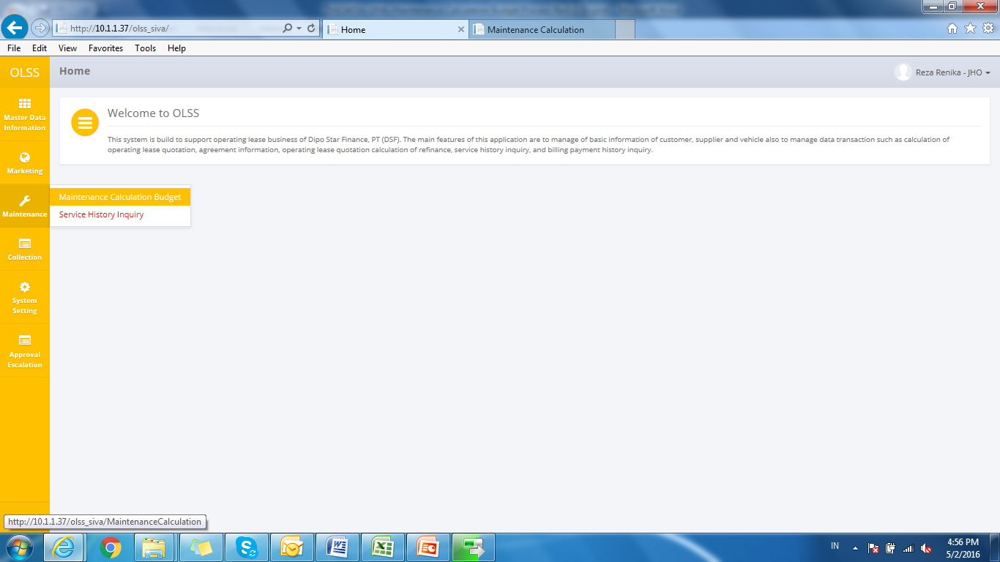 http://10.1.1.37/olss_siva/
Home
Maintenance Calculation
File Edit View Favorites Tools Help
OLSS
Home
Reza Renika - JHO
Master Data
Information
Marketing
Maintenance
Collection
System
Setting
Approval
Escalation
Welcome to OLSS
This system is build to support operating lease business of Dipo Star Finance, PT (DSF). The main features of this application are to manage of basic information of customer, supplier and vehicle also to manage data transaction such as calculation of
operating lease quotation, agreement information, operating lease quotation calculation of refinance, service history inquiry, and billing payment history inquiry.
Maintenance Calculation Budget
Service History Inquiry
http://10.1.1.37/olss_siva/MaintenanceCalculation
IN
4:56 PM
5/2/2016